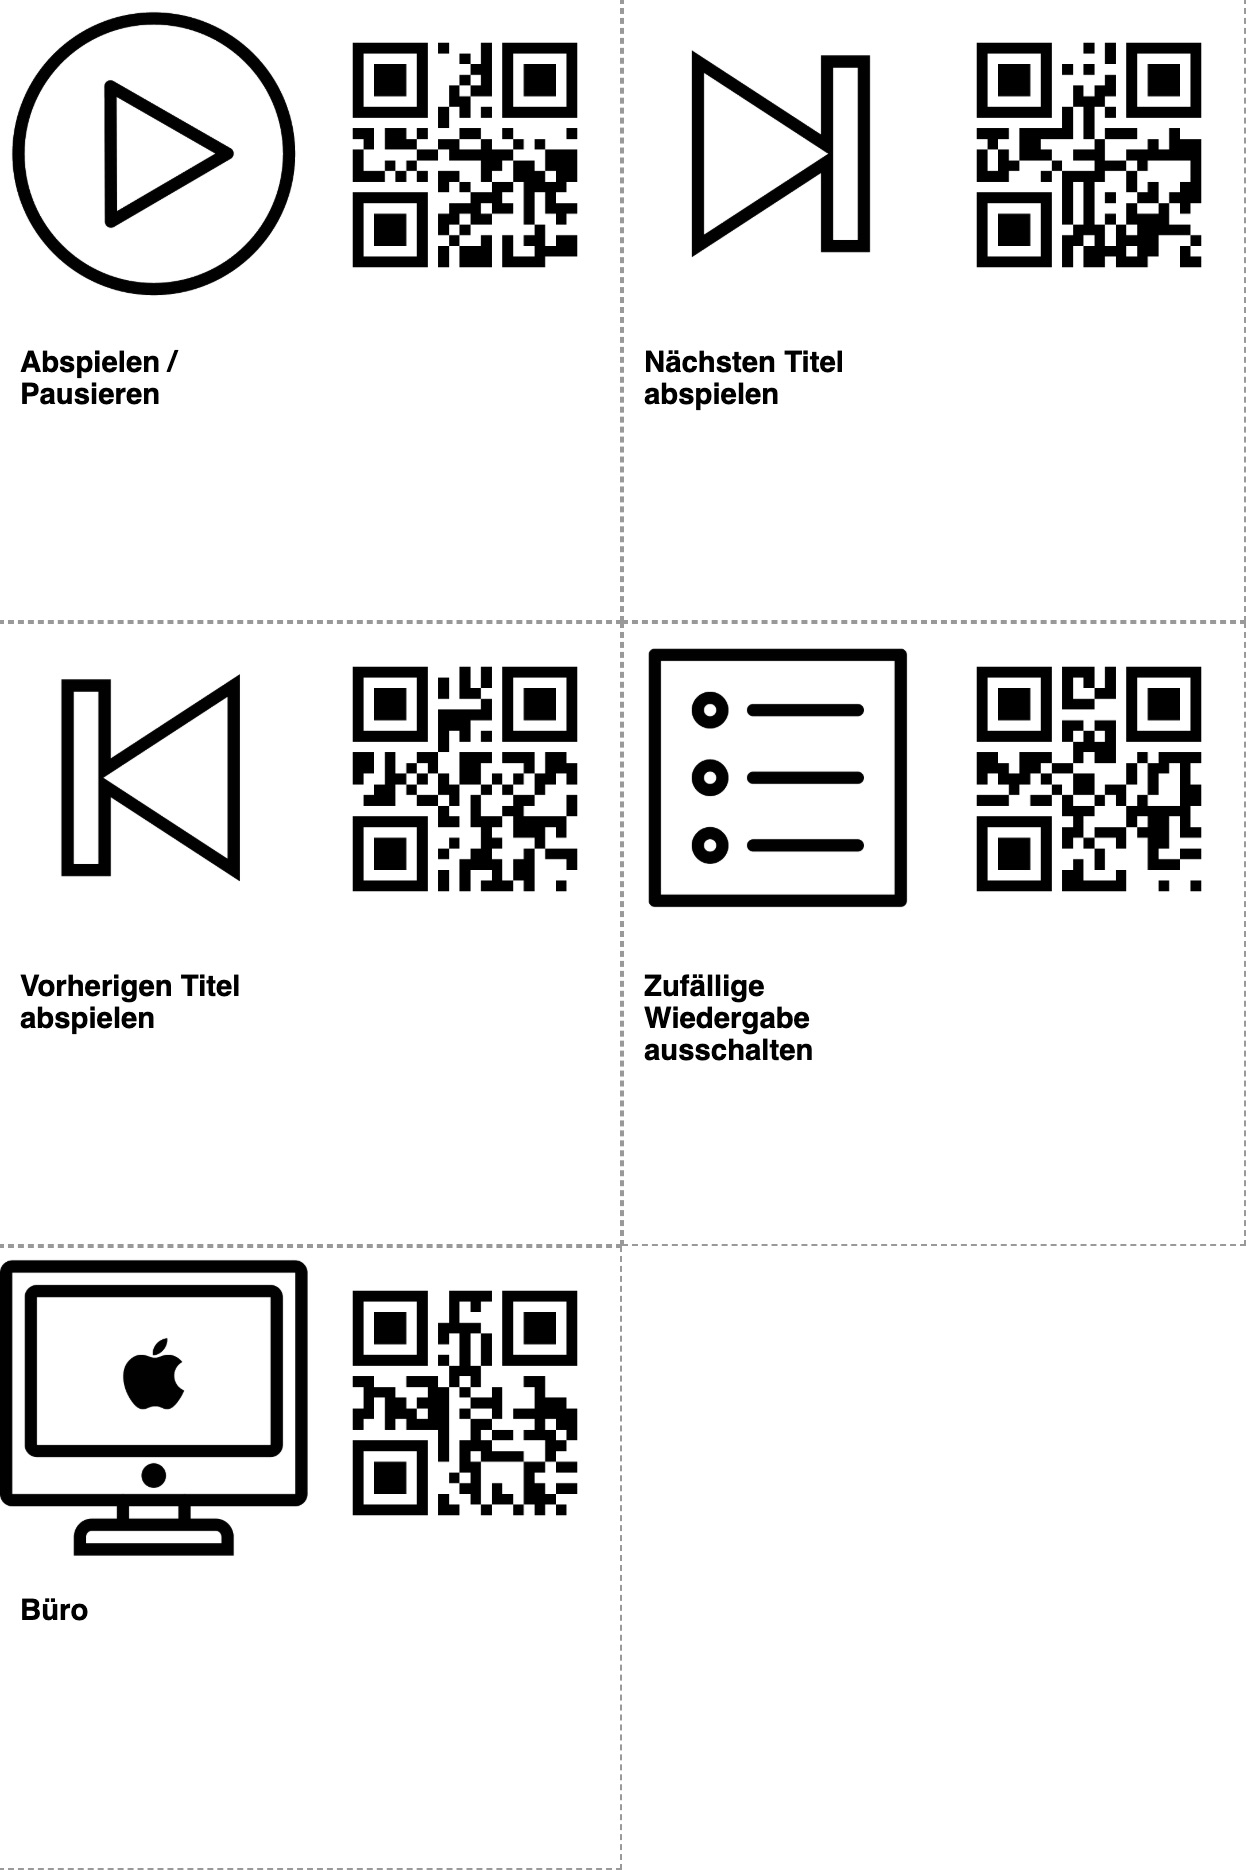 Abspielen /
Pausieren
Nächsten Titel
abspielen
Vorherigen Titel
abspielen
Zufällige
Wiedergabe
ausschalten
Büro